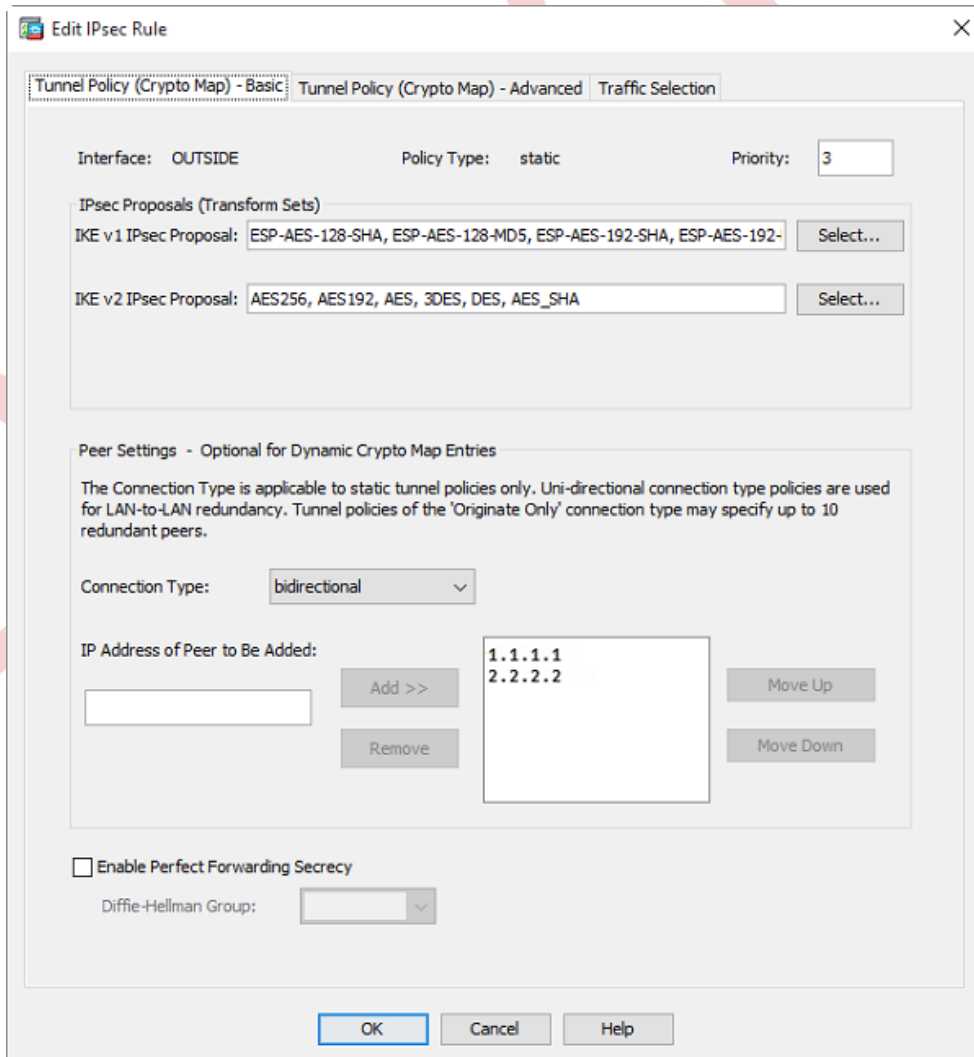 Edit IPsec Rule
Tunnel Policy (Crypto Map) - Basic Tunnel Policy (Crypto Map) - Advanced Traffic Selection
Interface: OUTSIDE Policy Type: static Priority: 3
IPsec Proposals (Transform Sets)
IKE v1 IPsec Proposal: ESP-AES-128-SHA, ESP-AES-128-MD5, ESP-AES-192-SHA, ESP-AES-192- Select...
IKE v2 IPsec Proposal: AES256, AES192, AES, 3DES, DES, AES_SHA Select...
Peer Settings - Optional for Dynamic Crypto Map Entries
The Connection Type is applicable to static tunnel policies only. Uni-directional connection type policies are used
for LAN-to-LAN redundancy. Tunnel policies of the 'Originate Only' connection type may specify up to 10
redundant peers.
Connection Type: bidirectional
IP Address of Peer to Be Added:
1.1.1.1
2.2.2.2
Add >> Move Up
Remove Move Down
Enable Perfect Forwarding Secrecy
Diffie-Hellman Group:
OK Cancel Help